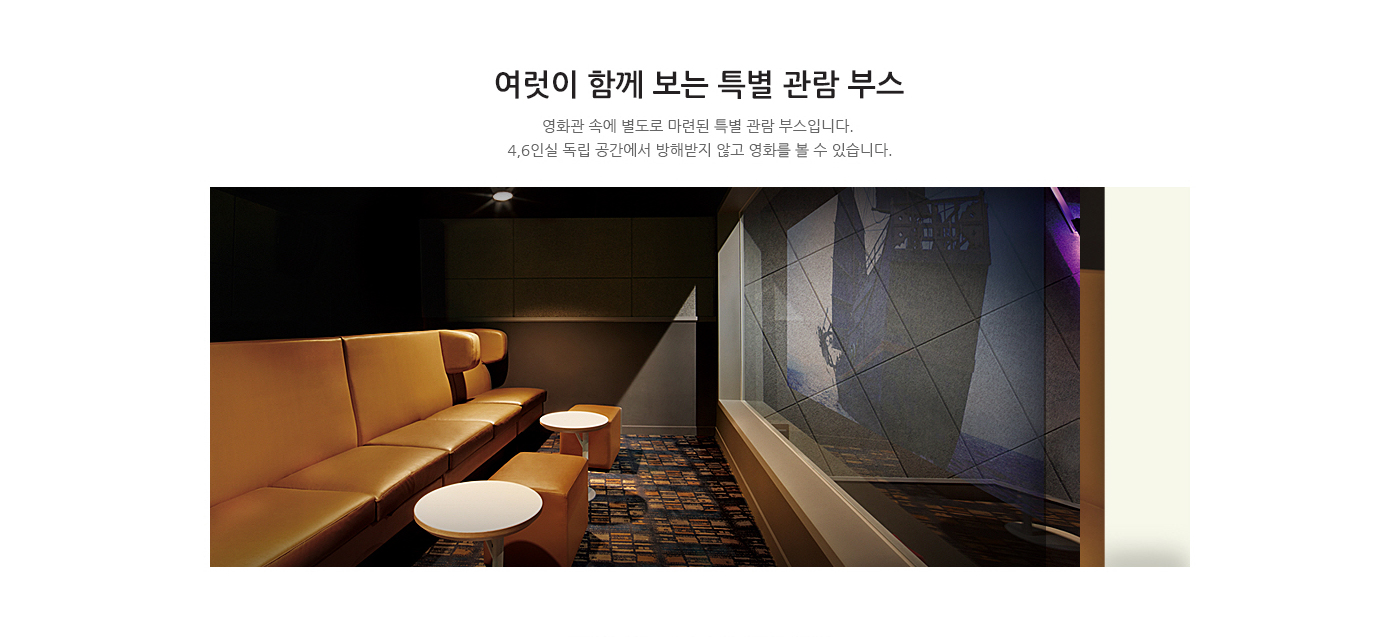 여럿이 함께 보는 특별 관람 부스
영화관 속에 별도로 마련된 특별 관람 부스입니다.
4,6인실 독립 공간에서 방해받지 않고 영화를 볼 수 있습니다.